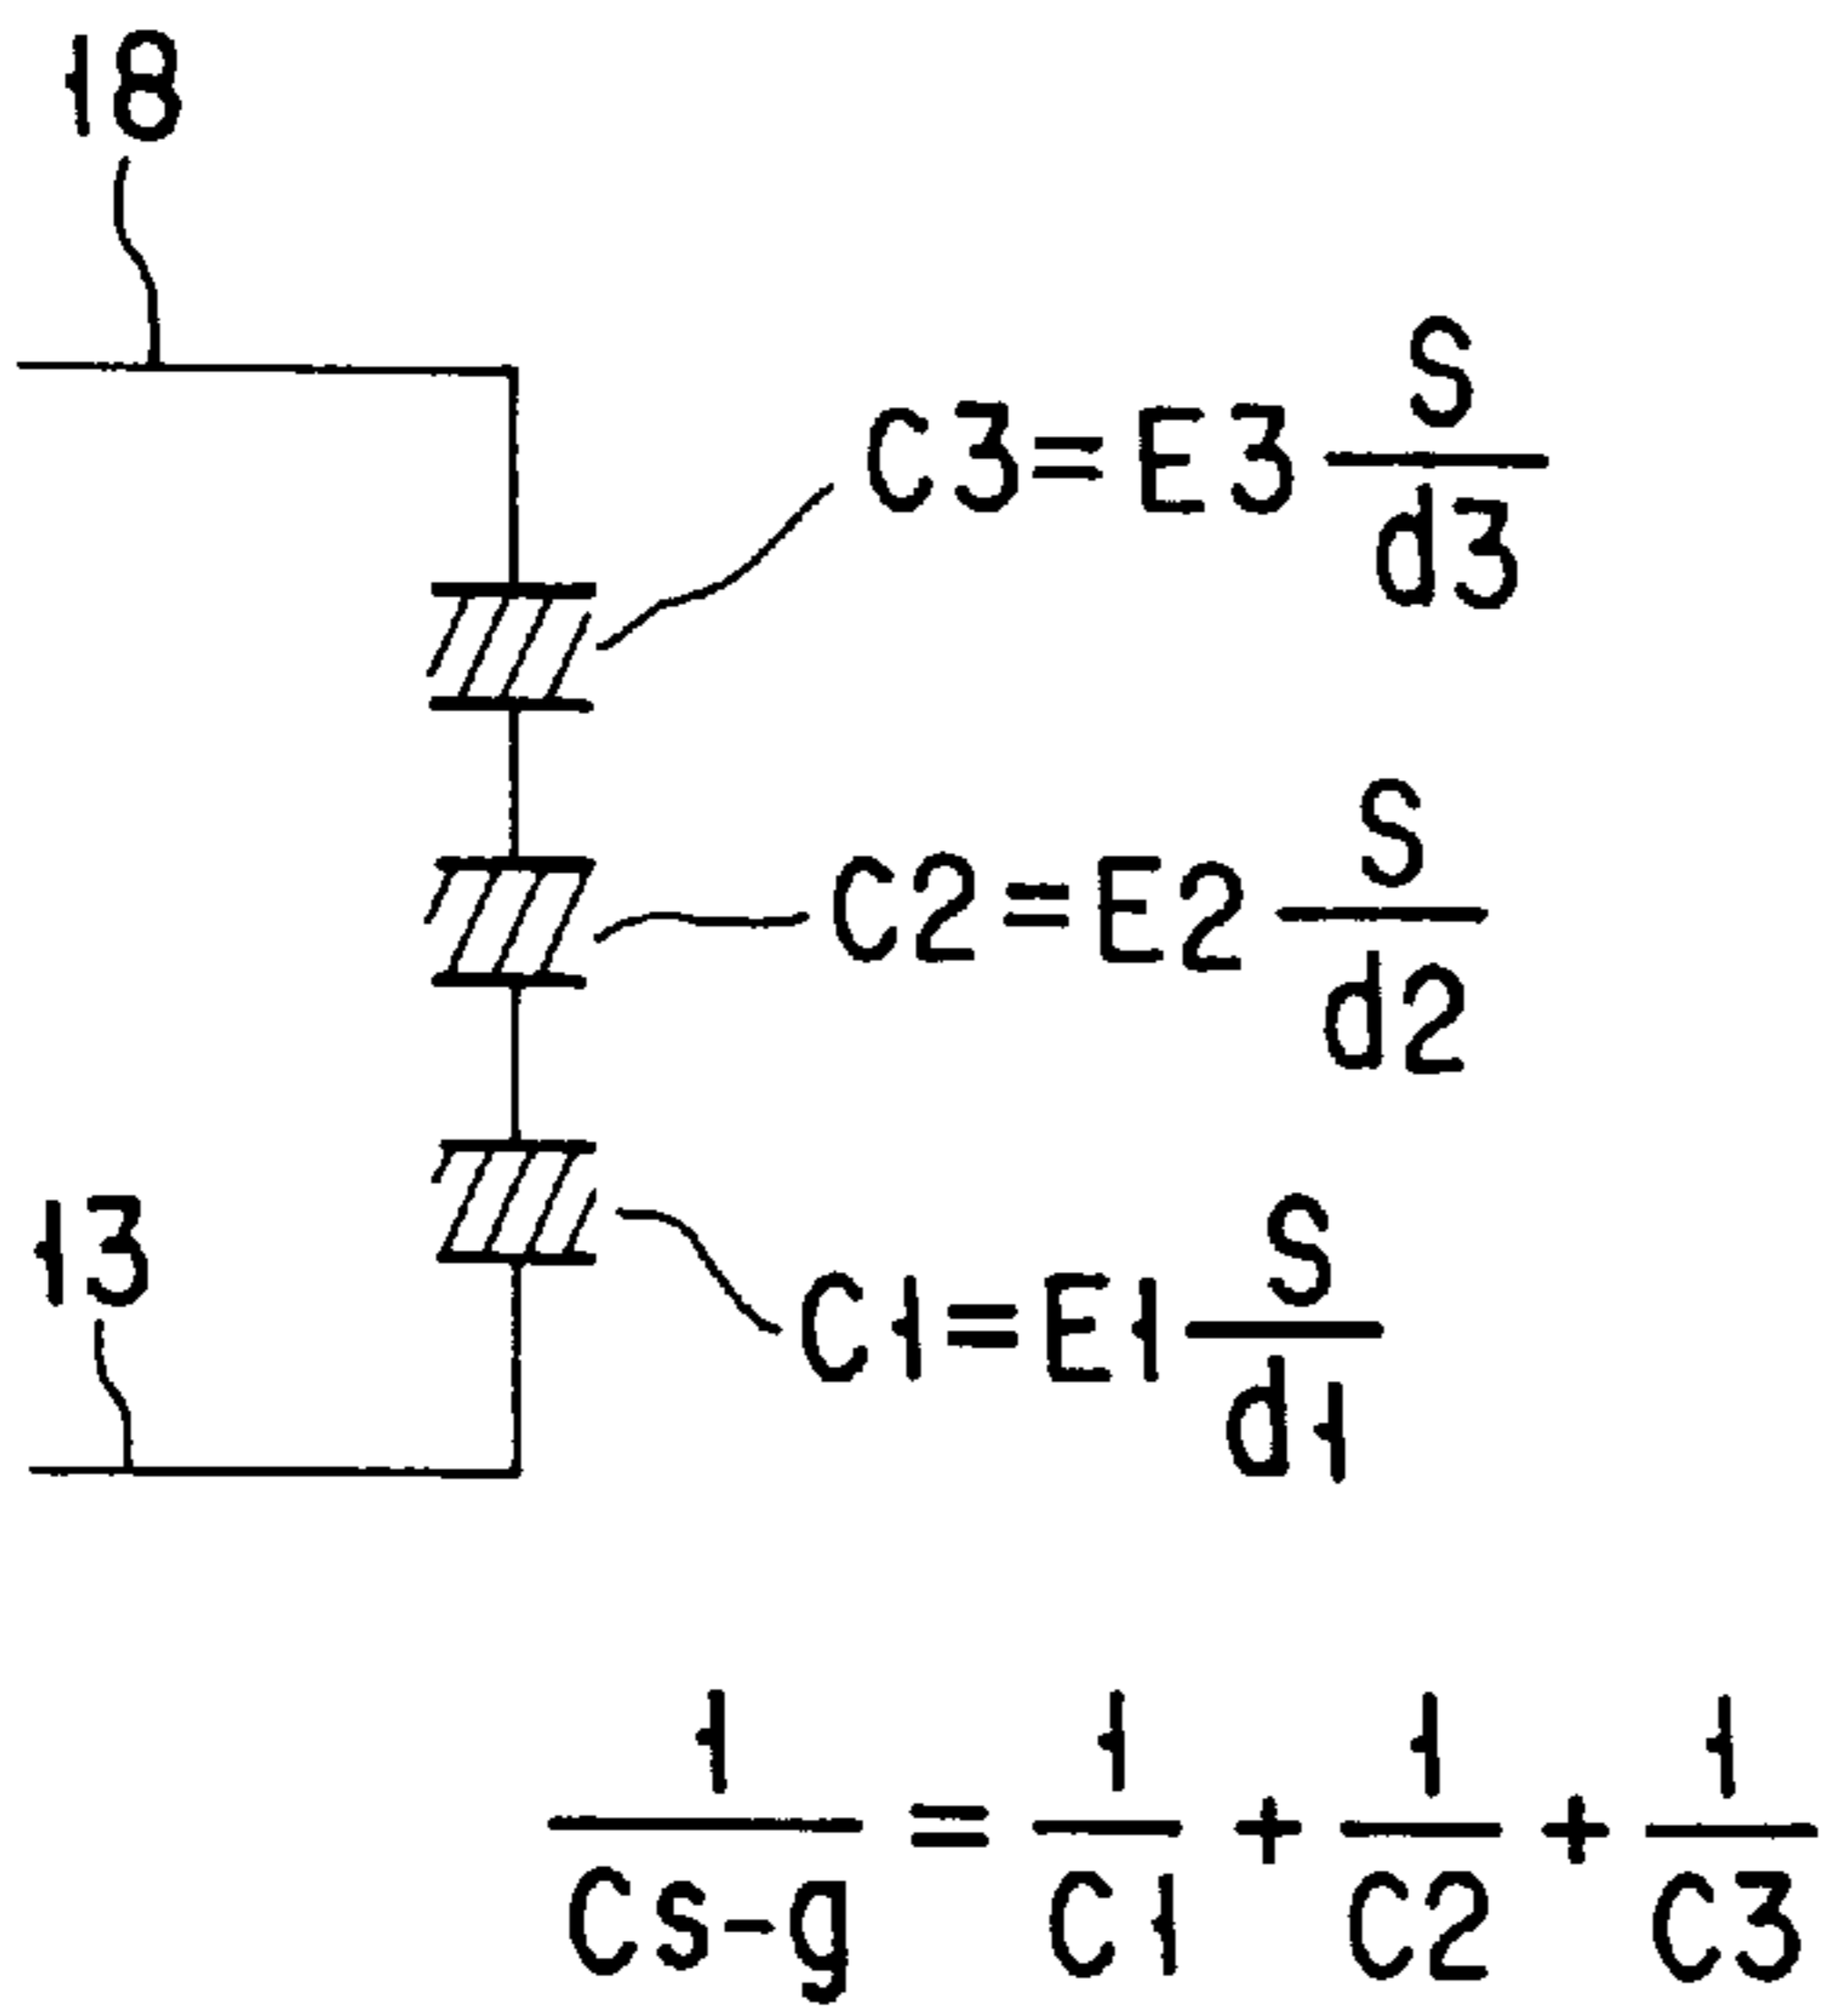 18
C3=E3 S/d3
C2=E2 S/d2
13
C1=E1 S/d1
1/Cs-g = 1/C1 + 1/C2 + 1/C3